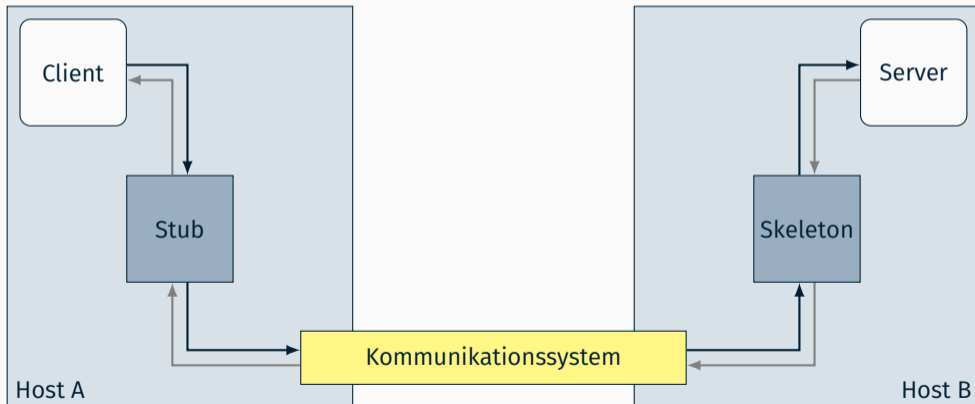 Client
Server
Stub
Skeleton
Kommunikationssystem
Host A
Host B